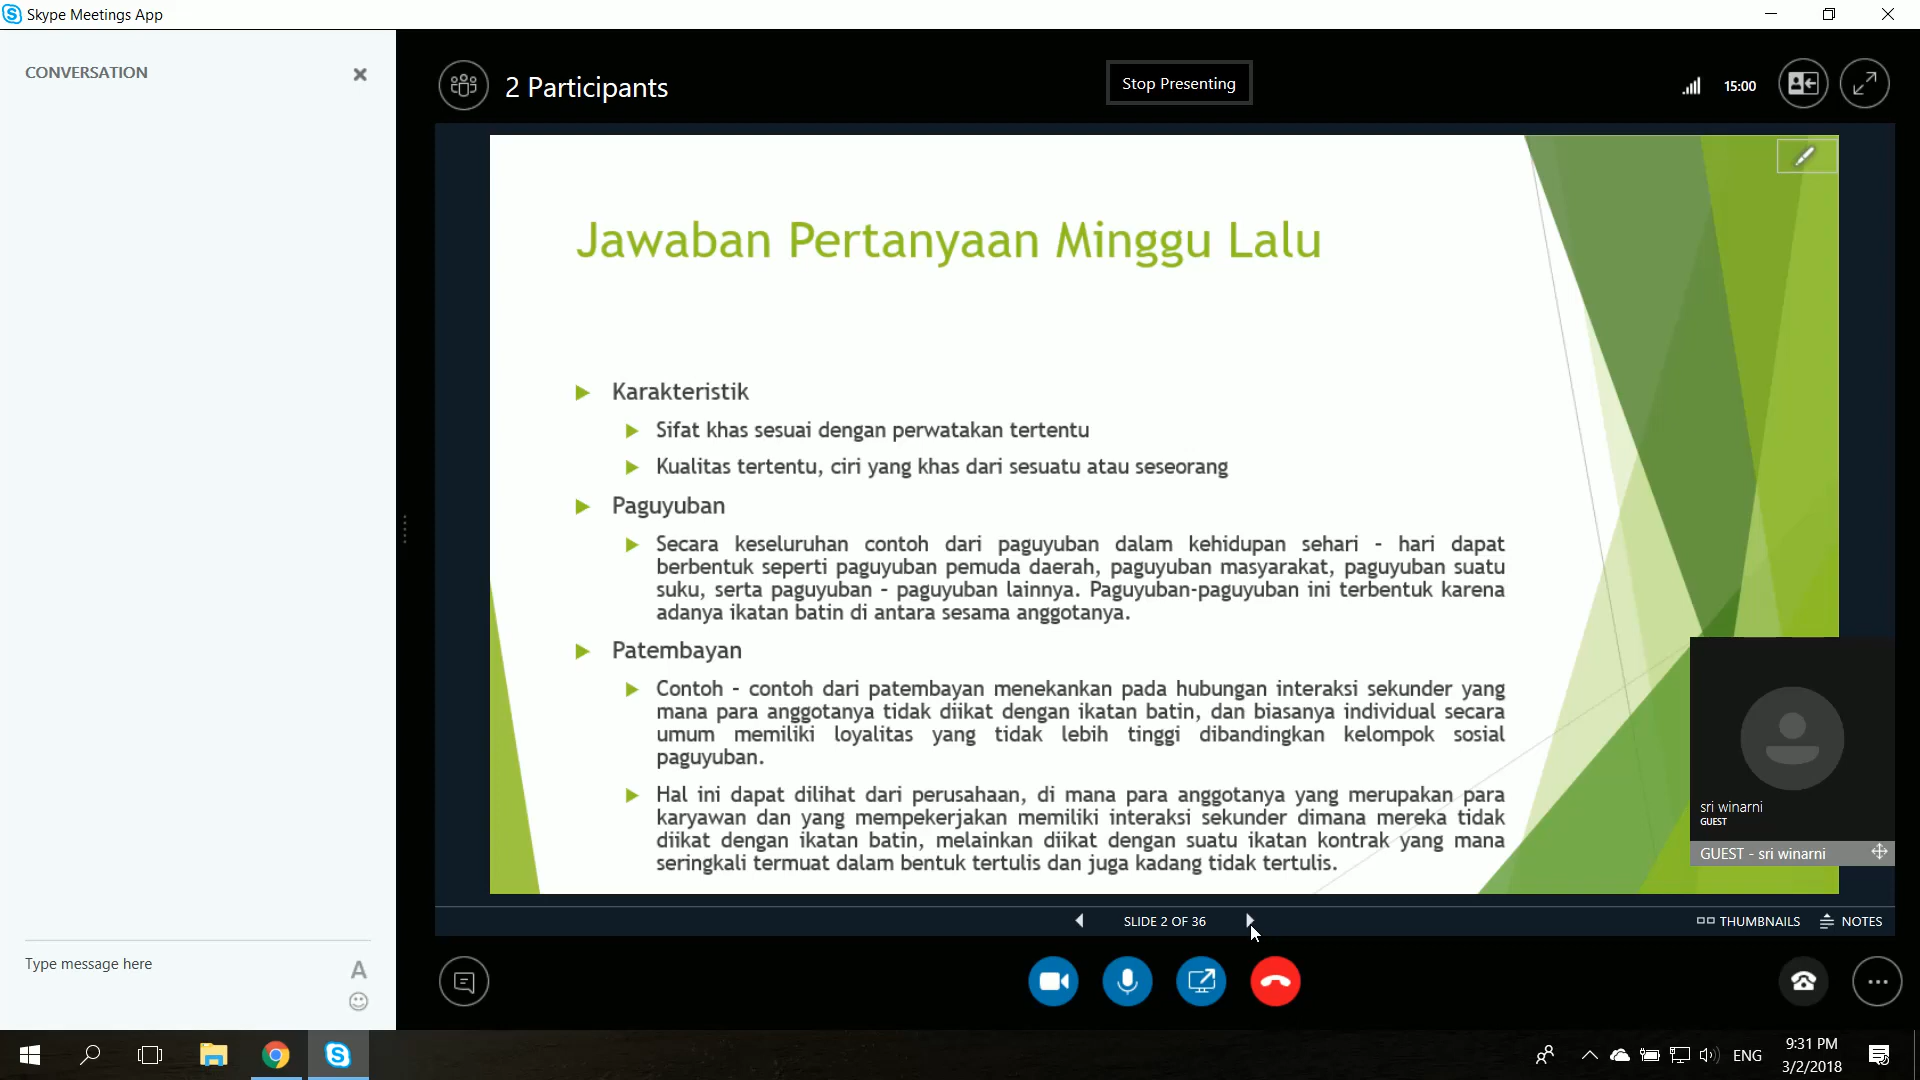 Skype Meetings App
CONVERSATION
2 Participants
Stop Presenting
15:00
Jawaban Pertanyaan Minggu Lalu
Karakteristik
Sifat khas sesuai dengan perwatakan tertentu
Kualitas tertentu, ciri yang khas dari sesuatu atau seseorang
Paguyuban
Secara keseluruhan contoh dari paguyuban dalam kehidupan sehari - hari dapat
berbentuk seperti paguyuban pemuda daerah, paguyuban masyarakat, paguyuban suatu
suku, serta paguyuban - paguyuban lainnya. Paguyuban-paguyuban ini terbentuk karena
adanya ikatan batin di antara sesama anggotanya.
Patembayan
Contoh - contoh dari patembayan menekankan pada hubungan interaksi sekunder yang
mana para anggotanya tidak diikat dengan ikatan batin, dan biasanya individual secara
umum memiliki loyalitas yang tidak lebih tinggi dibandingkan kelompok sosial
paguyuban.
Hal ini dapat dilihat dari perusahaan, di mana para anggotanya yang merupakan para
karyawan dan yang mempekerjakan memiliki interaksi sekunder dimana mereka tidak
diikat dengan ikatan batin, melainkan diikat dengan suatu ikatan kontrak yang mana
seringkali termuat dalam bentuk tertulis dan juga kadang tidak tertulis.
sri winarni
GUEST
GUEST - sri winarni
SLIDE 2 OF 36
THUMBNAILS
NOTES
Type message here
A
ENG
9:31 PM
3/2/2018